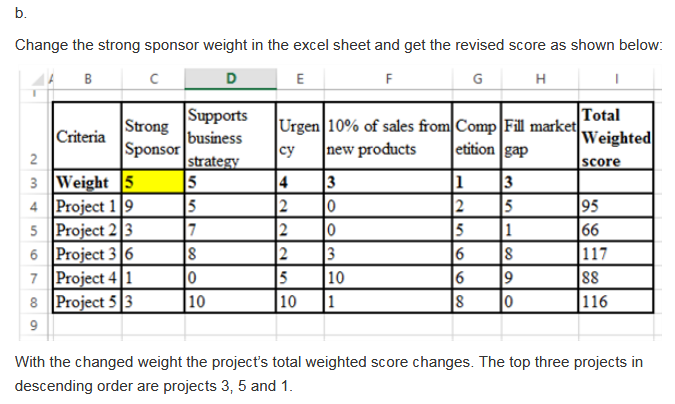 b.
Change the strong sponsor weight in the excel sheet and get the revised score as shown below:
B C D E F G H I
1
2 Criteria Strong Sponsor Supports business strategy Urgen cy 10% of sales from new products Comp etition Fill market gap Total Weighted score
3 Weight 5 5 4 3 1 3
4 Project 1 9 5 2 0 2 5 95
5 Project 2 3 7 2 0 5 1 66
6 Project 3 6 8 2 3 6 8 117
7 Project 4 1 0 5 10 6 9 88
8 Project 5 3 10 10 1 8 0 116
9
With the changed weight the project's total weighted score changes. The top three projects in
descending order are projects 3, 5 and 1.